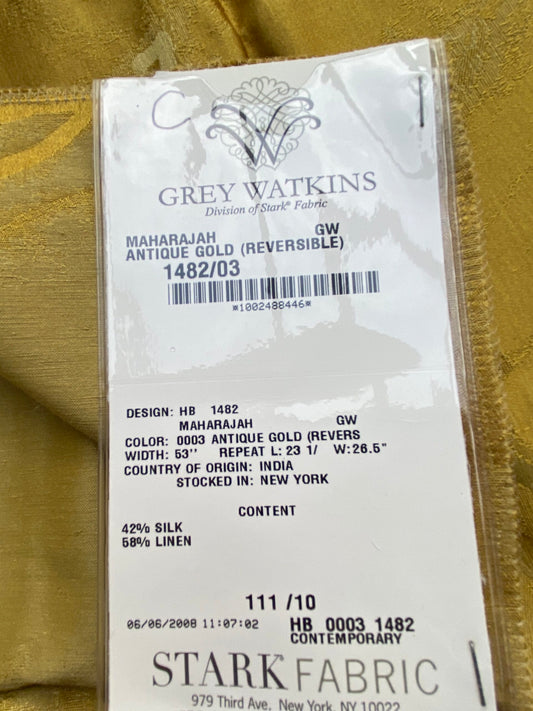 C
W
GREY WATKINS
Division of Stark® Fabric
MAHARAJAH GW
ANTIQUE GOLD (REVERSIBLE)
1482/03
*1002488446*
DESIGN: HB 1482
MAHARAJAH GW
COLOR: 0003 ANTIQUE GOLD (REVERS
WIDTH: 53'' REPEAT L: 23 1/ W:26.5"
COUNTRY OF ORIGIN: INDIA
STOCKED IN: NEW YORK
CONTENT
42% SILK
58% LINEN
111 /10
06/06/2008 11:07:02 HB 0003 1482
CONTEMPORARY
STARK FABRIC
979 Third Ave, New York, NY 10022